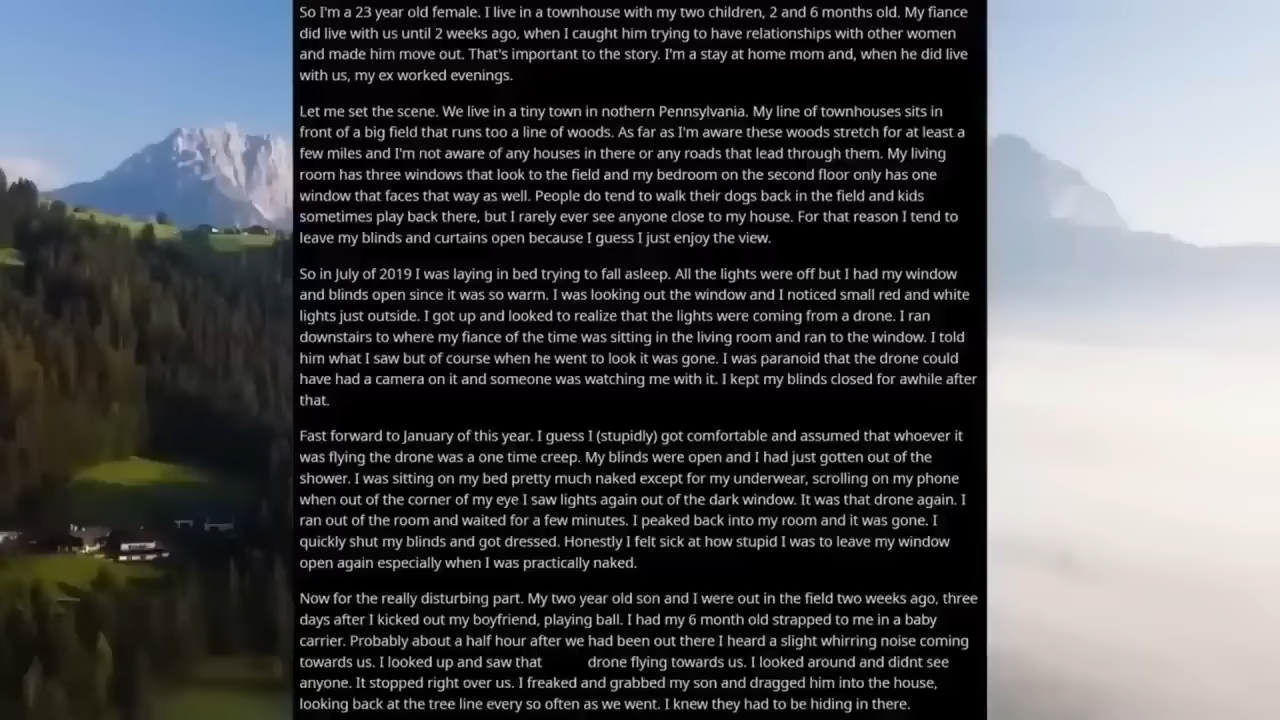 So I'm a 23 year old female. I live in a townhouse with my two children, 2 and 6 months old. My fiance
did live with us until 2 weeks ago, when I caught him trying to have relationships with other women
and made him move out. That's important to the story. I'm a stay at home mom and, when he did live
with us, my ex worked evenings.
Let me set the scene. We live in a tiny town in nothern Pennsylvania. My line of townhouses sits in
front of a big field that runs too a line of woods. As far as I'm aware these woods stretch for at least a
few miles and I'm not aware of any houses in there or any roads that lead through them. My living
room has three windows that look to the field and my bedroom on the second floor only has one
window that faces that way as well. People do tend to walk their dogs back in the field and kids
sometimes play back there, but I rarely ever see anyone close to my house. For that reason I tend to
leave my blinds and curtains open because I guess I just enjoy the view.
So in July of 2019 I was laying in bed trying to fall asleep. All the lights were off but I had my window
and blinds open since it was so warm. I was looking out the window and I noticed small red and white
lights just outside. I got up and looked to realize that the lights were coming from a drone. I ran
downstairs to where my fiance of the time was sitting in the living room and ran to the window. I told
him what I saw but of course when he went to look it was gone. I was paranoid that the drone could
have had a camera on it and someone was watching me with it. I kept my blinds closed for awhile after
that.
Fast forward to January of this year. I guess I (stupidly) got comfortable and assumed that whoever it
was flying the drone was a one time creep. My blinds were open and I had just gotten out of the
shower. I was sitting on my bed pretty much naked except for my underwear, scrolling on my phone
when out of the corner of my eye I saw lights again out of the dark window. It was that drone again. I
ran out of the room and waited for a few minutes. I peaked back into my room and it was gone. I
quickly shut my blinds and got dressed. Honestly I felt sick at how stupid I was to leave my window
open again especially when I was practically naked.
Now for the really disturbing part. My two year old son and I were out in the field two weeks ago, three
days after I kicked out my boyfriend, playing ball. I had my 6 month old strapped to me in a baby
carrier. Probably about a half hour after we had been out there I heard a slight whirring noise coming
towards us. I looked up and saw that drone flying towards us. I looked around and didnt see
anyone. It stopped right over us. I freaked and grabbed my son and dragged him into the house,
looking back at the tree line every so often as we went. I knew they had to be hiding in there.